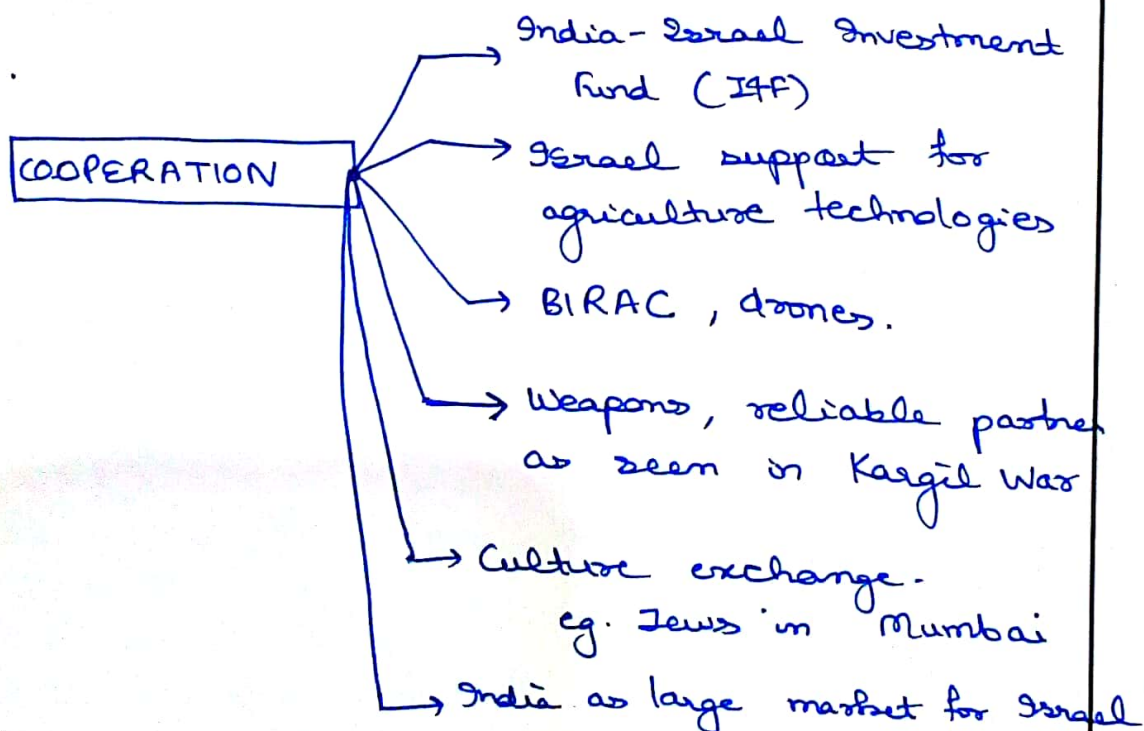 India-Israel Investment
Fund (I4F)
COOPERATION
Israel support for
agriculture technologies
BIRAC, drones.
Weapons, reliable partner
as seen in Kargil War
Culture exchange.
eg. Jews in Mumbai
India as large market for Israel